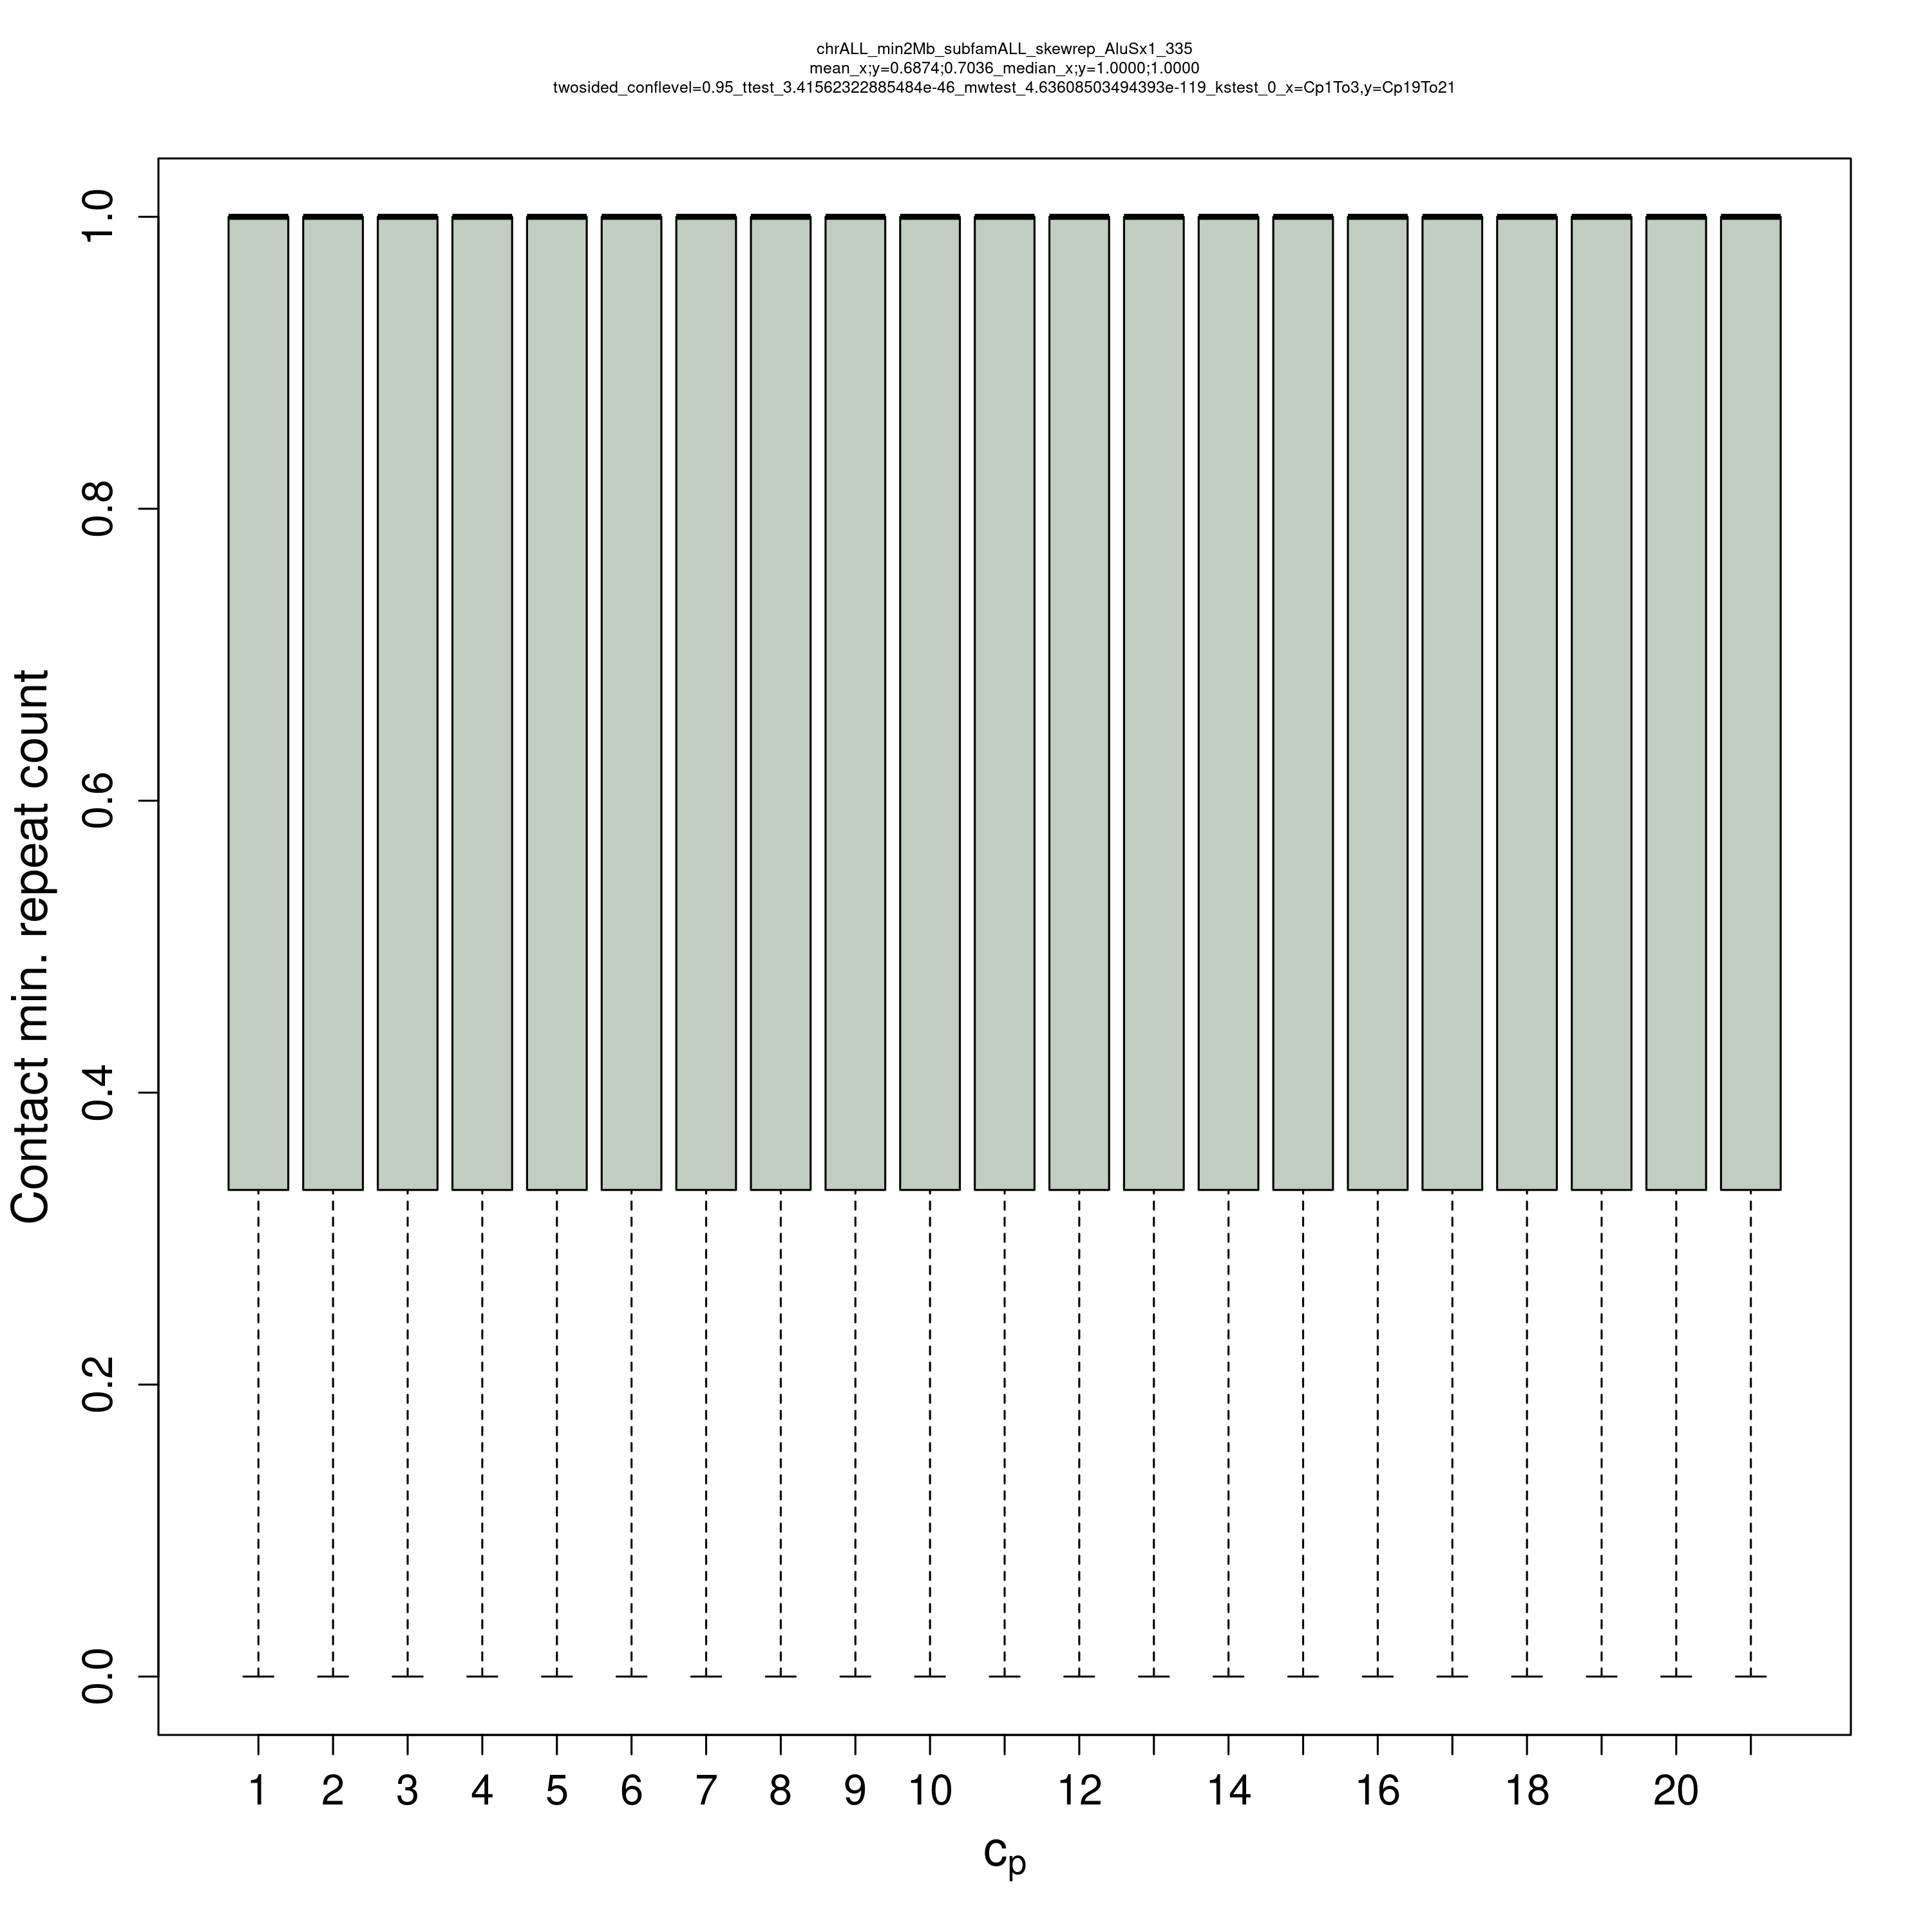 chrALL_min2Mb_subfamALL_skewrep_AluSx1_335
mean_x;y=0.6874;0.7036_median_x;y=1.0000;1.0000
twosided_conflevel=0.95_ttest_3.41562322885484e-46_mwtest_4.63608503494393e-119_kstest_0_x=Cp1To3,y=Cp19To21
1.0
0.8
0.6
0.4
0.2
0.0
Contact min. repeat count
1 2 3 4 5 6 7 8 9 10 12 14 16 18 20
cp